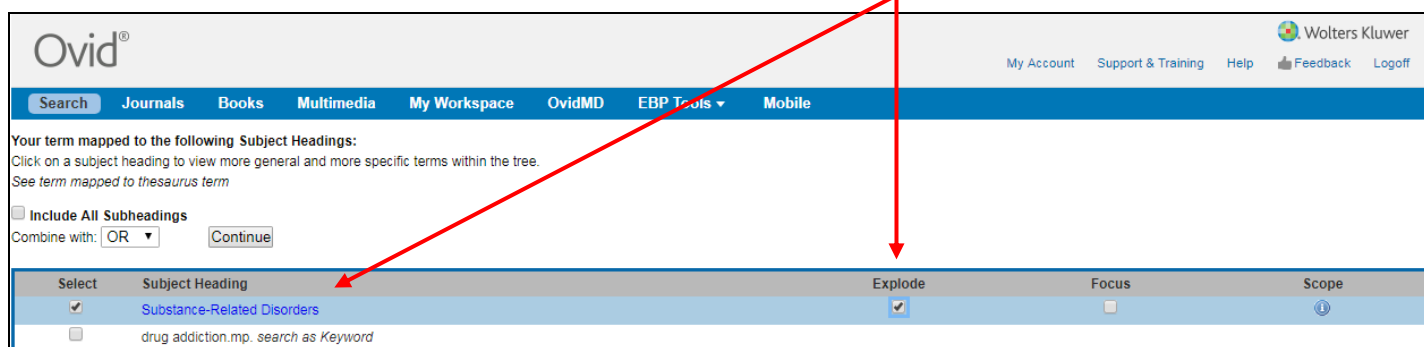 Ovid®
Wolters Kluwer
My Account Support & Training Help Feedback Logoff
Search Journals Books Multimedia My Workspace OvidMD EBP Tools Mobile
Your term mapped to the following Subject Headings:
Click on a subject heading to view more general and more specific terms within the tree.
See term mapped to thesaurus term
Include All Subheadings
Combine with: OR Continue
Select Subject Heading Explode Focus Scope
Substance-Related Disorders
drug addiction.mp. search as Keyword